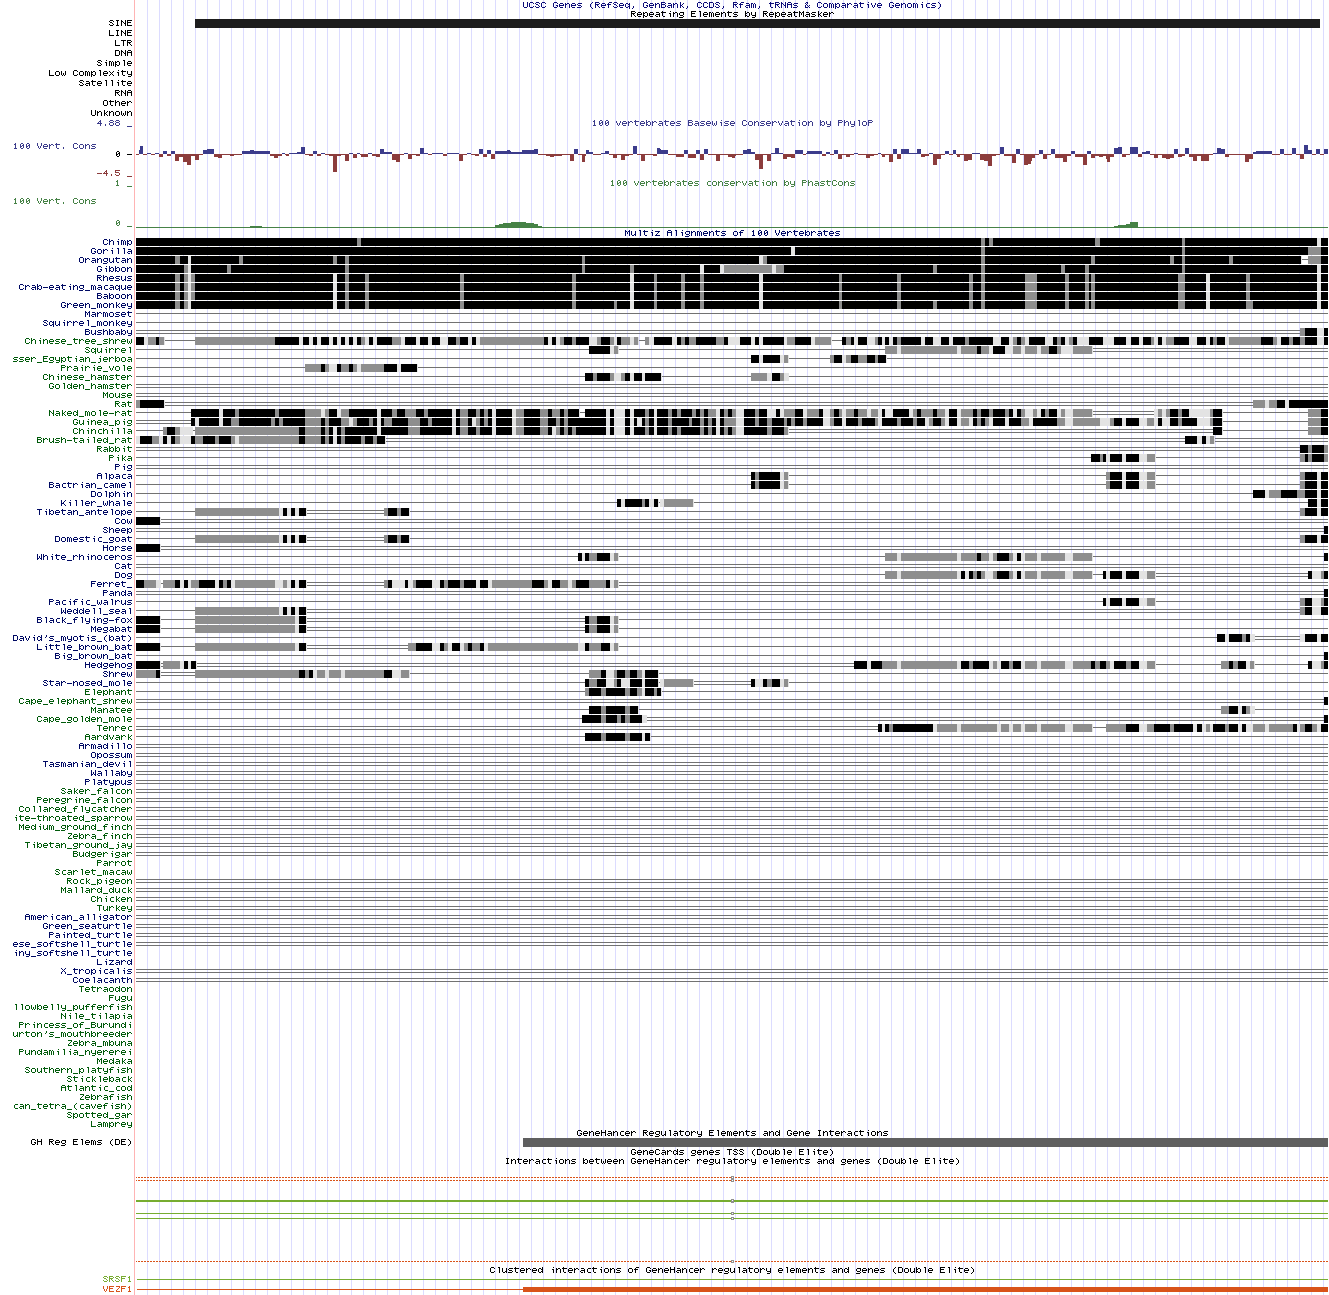 UCSC Genes (RefSeq, GenBank, CCDS, Rfam, tRNAs & Comparative Genomics)
Repeating Elements by RepeatMasker
SINE
LINE
LTR
DNA
Simple
Low Complexity
Satellite
RNA
Other
Unknown
4.88 _
100 vertebrates Basewise Conservation by PhyloP
100 Vert. Cons
0 _
-4.5 _
1 _
100 vertebrates conservation by PhastCons
100 Vert. Cons
0 _
Multiz Alignments of 100 Vertebrates
Chimp
Gorilla
Orangutan
Gibbon
Rhesus
Crab-eating_macaque
Baboon
Green_monkey
Marmoset
Squirrel_monkey
Bushbaby
Chinese_tree_shrew
Squirrel
sser_Egyptian_jerboa
Prairie_vole
Chinese_hamster
Golden_hamster
Mouse
Rat
Naked_mole-rat
Guinea_pig
Chinchilla
Brush-tailed_rat
Rabbit
Pika
Pig
Alpaca
Bactrian_camel
Dolphin
Killer_whale
Tibetan_antelope
Cow
Sheep
Domestic_goat
Horse
White_rhinoceros
Cat
Dog
Ferret_
Panda
Pacific_walrus
Weddell_seal
Black_flying-fox
Megabat
David's_myotis_(bat)
Little_brown_bat
Big_brown_bat
Hedgehog
Shrew
Star-nosed_mole
Elephant
Cape_elephant_shrew
Manatee
Cape_golden_mole
Tenrec
Aardvark
Armadillo
Opossum
Tasmanian_devil
Wallaby
Platypus
Saker_falcon
Peregrine_falcon
Collared_flycatcher
ite-throated_sparrow
Medium_ground_finch
Zebra_finch
Tibetan_ground_jay
Budgerigar
Parrot
Scarlet_macaw
Rock_pigeon
Mallard_duck
Chicken
Turkey
American_alligator
Green_seaturtle
Painted_turtle
ese_softshell_turtle
iny_softshell_turtle
Lizard
X_tropicalis
Coelacanth
Tetraodon
Fugu
llowbelly_pufferfish
Nile_tilapia
Princess_of_Burundi
urton's_mouthbreeder
Zebra_mbuna
Pundamilia_nyererei
Medaka
Southern_platyfish
Stickleback
Atlantic_cod
Zebrafish
can_tetra_(cavefish)
Spotted_gar
Lamprey
GeneHancer Regulatory Elements and Gene Interactions
GH Reg Elems (DE)
GeneCards genes TSS (Double Elite)
Interactions between GeneHancer regulatory elements and genes (Double Elite)
Clustered interactions of GeneHancer regulatory elements and genes (Double Elite)
SRSF1
VEZF1